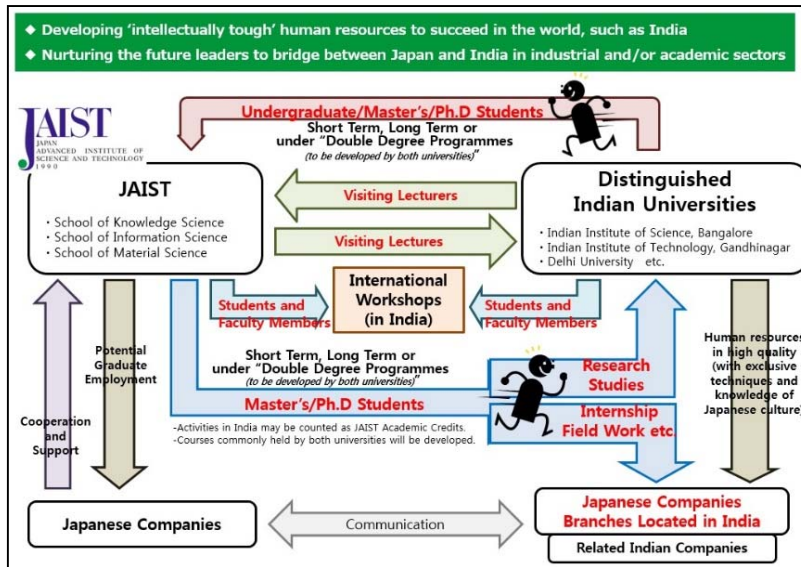 ◆ Developing 'intellectually tough' human resources to succeed in the world, such as India
◆ Nurturing the future leaders to bridge between Japan and India in industrial and/or academic sectors
JAIST
JAPAN
ADVANCED INSTITUTE OF
SCIENCE AND TECHNOLOGY
1990
Undergraduate/Master's/Ph.D Students
Short Term, Long Term or
under "Double Degree Programmes
(to be developed by both universities)"
JAIST
・School of Knowledge Science
・School of Information Science
・School of Material Science
Visiting Lecturers
Visiting Lectures
Distinguished
Indian Universities
・Indian Institute of Science, Bangalore
・Indian Institute of Technology, Gandhinagar
・Delhi University etc.
Students and
Faculty Members
International
Workshops
(in India)
Students and
Faculty Members
Cooperation
and
Support
Potential
Graduate
Employment
Short Term, Long Term or
under "Double Degree Programmes
(to be developed by both universities)"
Master's/Ph.D Students
-Activities in India may be counted as JAIST Academic Credits.
-Courses commonly held by both universities will be developed.
Research
Studies
Internship
Field Work etc.
Human resources
in high quality
(with exclusive
techniques and
knowledge of
Japanese culture)
Japanese Companies
Communication
Japanese Companies
Branches Located in India
Related Indian Companies